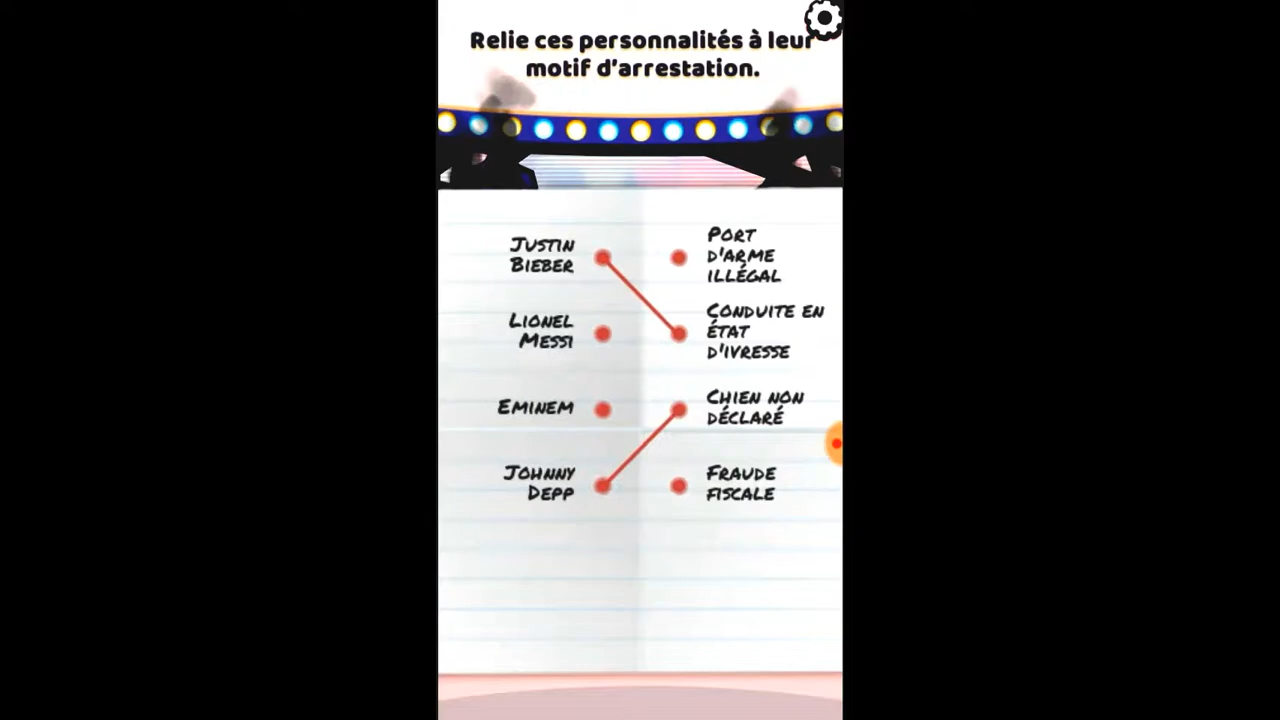 Relie ces personnalités à leur
motif d'arrestation.
Justin
Bieber
Port
d'arme
illégal
Lionel
Messi
Conduite en
état
d'ivresse
Eminem
Chien non
déclaré
Johnny
Depp
Fraude
fiscale